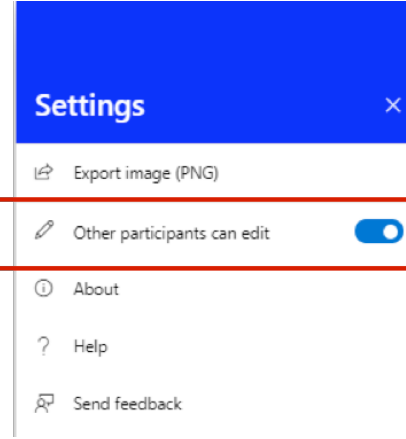 Settings
Export image (PNG)
Other participants can edit
About
Help
Send feedback